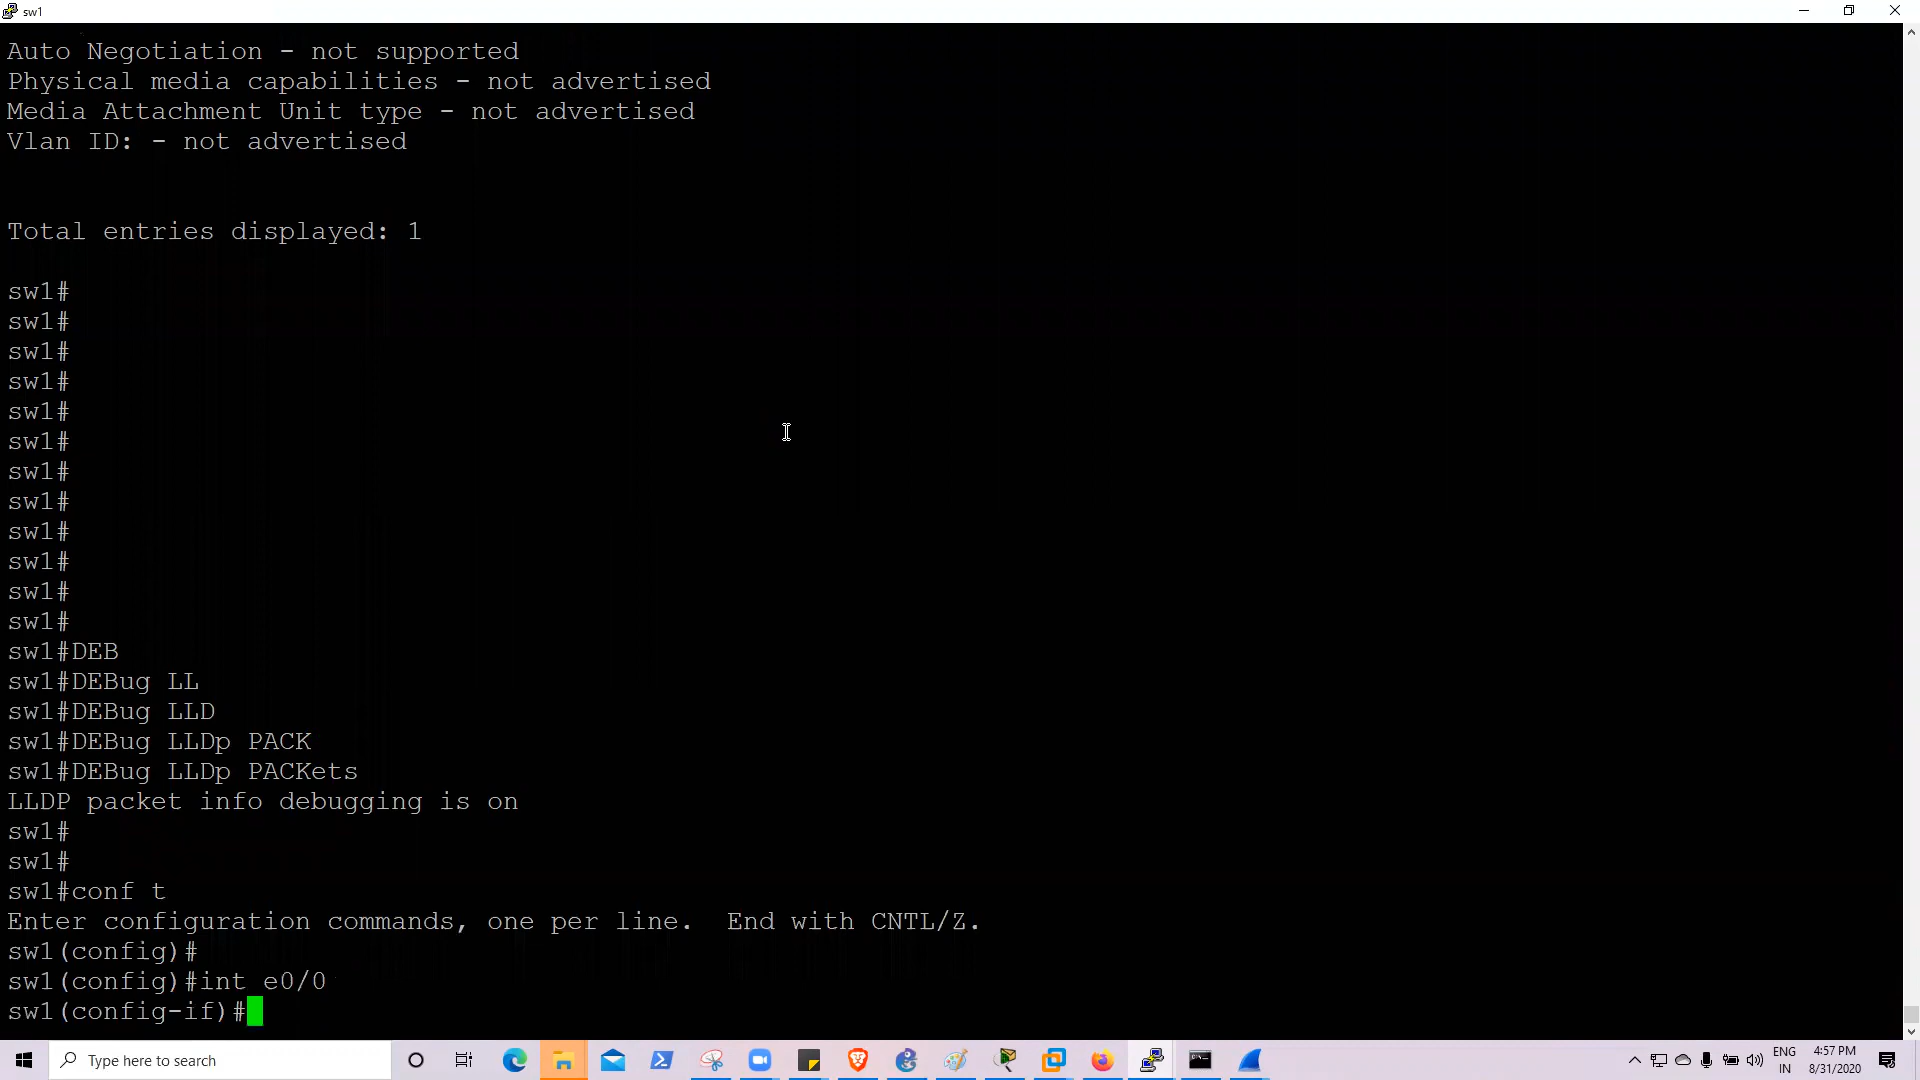 sw1
Auto Negotiation - not supported
Physical media capabilities - not advertised
Media Attachment Unit type - not advertised
Vlan ID: - not advertised
Total entries displayed: 1
sw1#
sw1#
sw1#
sw1#
sw1#
sw1#
sw1#
sw1#
sw1#
sw1#
sw1#
sw1#
sw1#DEB
sw1#DEBug LL
sw1#DEBug LLD
sw1#DEBug LLDp PACK
sw1#DEBug LLDp PACKets
LLDP packet info debugging is on
sw1#
sw1#
sw1#conf t
Enter configuration commands, one per line.  End with CNTL/Z.
sw1(config)#
sw1(config)#int e0/0
sw1(config-if)#
Type here to search
ENG
IN
4:57 PM
8/31/2020